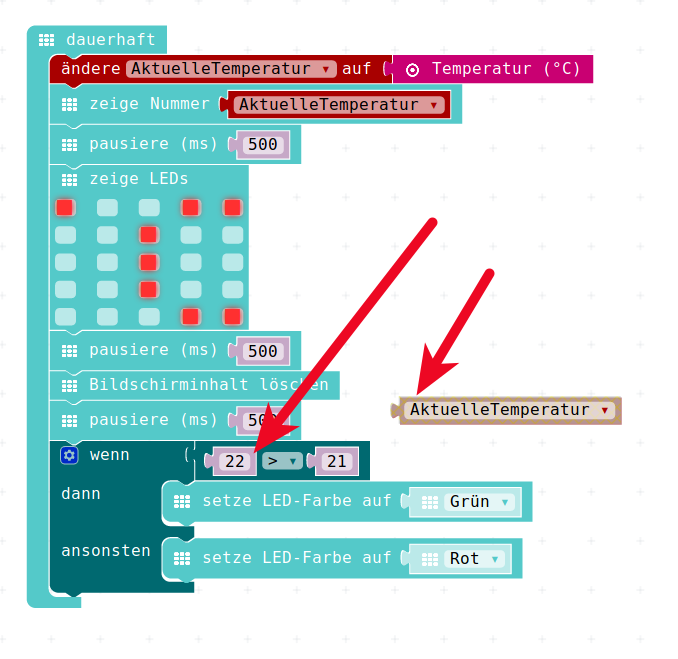 dauerhaft
ändere AktuelleTemperatur ▾ auf Temperatur (°C)
zeige Nummer AktuelleTemperatur ▾
pausiere (ms) 500
zeige LEDs
pausiere (ms) 500
Bildschirminhalt löschen
pausiere (ms) 500
AktuelleTemperatur ▾
wenn 22 > ▾ 21
dann setze LED-Farbe auf Grün ▾
ansonsten setze LED-Farbe auf Rot ▾